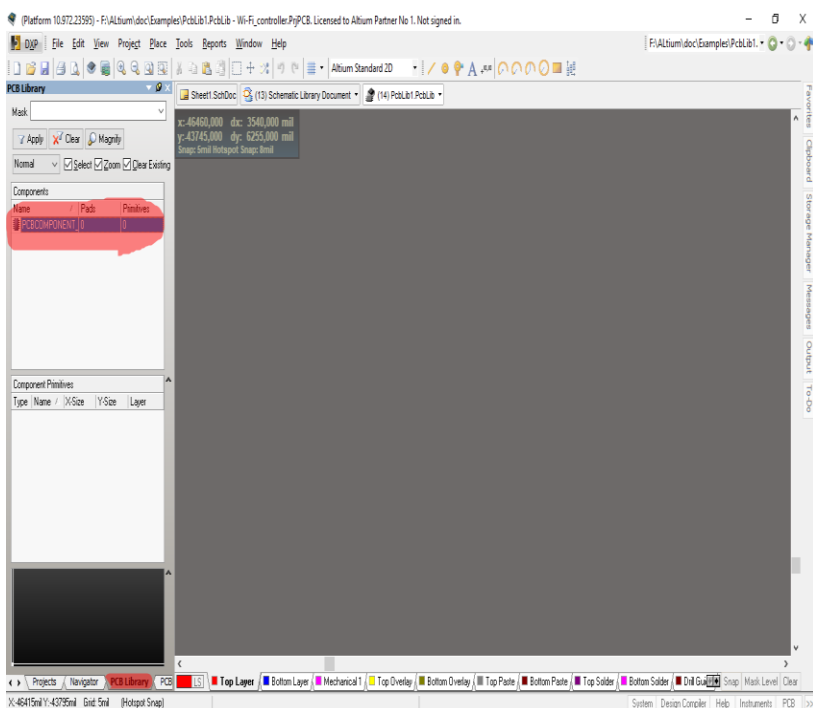 (Platform 10.972.23595) - F:\ALtium\doc\Examples\PcbLib1.PcbLib - Wi-Fi_controller.PrjPCB. Licensed to Altium Partner No 1. Not signed in.
DXP File Edit View Project Place Tools Reports Window Help F:\ALtium\doc\Examples\PcbLib1.
Altium Standard 2D
PCB Library
Sheet1.SchDoc (13) Schematic Library Document (14) PcbLib1.PcbLib
Mask
Apply Clear Magnify
Normal Select Zoom Clear Existing
x:-46460,000 dx: 3540,000 mil
y:-43745,000 dy: 6255,000 mil
Snap: 5mil Hotspot Snap: 8mil
Components
Name Pads Primitives
PCBCOMPONENT_ 0 0
Component Primitives
Type Name X-Size Y-Size Layer
Favorites
Clipboard
Storage Manager
Messages
Output
To-Do
Projects Navigator PCB Library PCB LS Top Layer Bottom Layer Mechanical 1 Top Overlay Bottom Overlay Top Paste Bottom Paste Top Solder Bottom Solder Drill Gui Snap Mask Level Clear
X:-46415mil Y:-43795mil Grid: 5mil (Hotspot Snap) System Design Compiler Help Instruments PCB >>